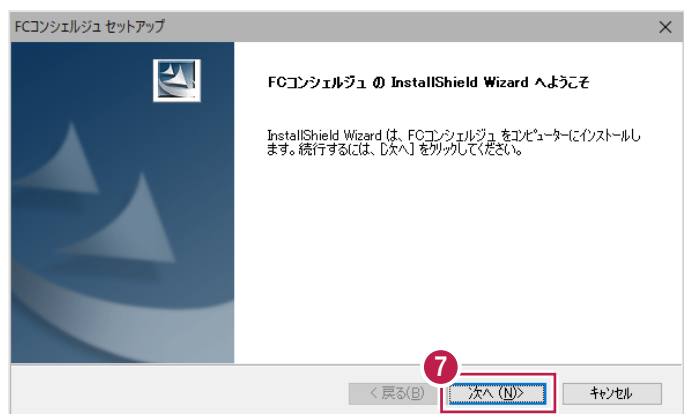 FCコンシェルジュ セットアップ
FCコンシェルジュ の InstallShield Wizard へようこそ
InstallShield Wizard は、FCコンシェルジュ をコンピューターにインストールし
ます。続行するには、[次へ] をクリックしてください。
7
< 戻る(B)
次へ (N)>
キャンセル